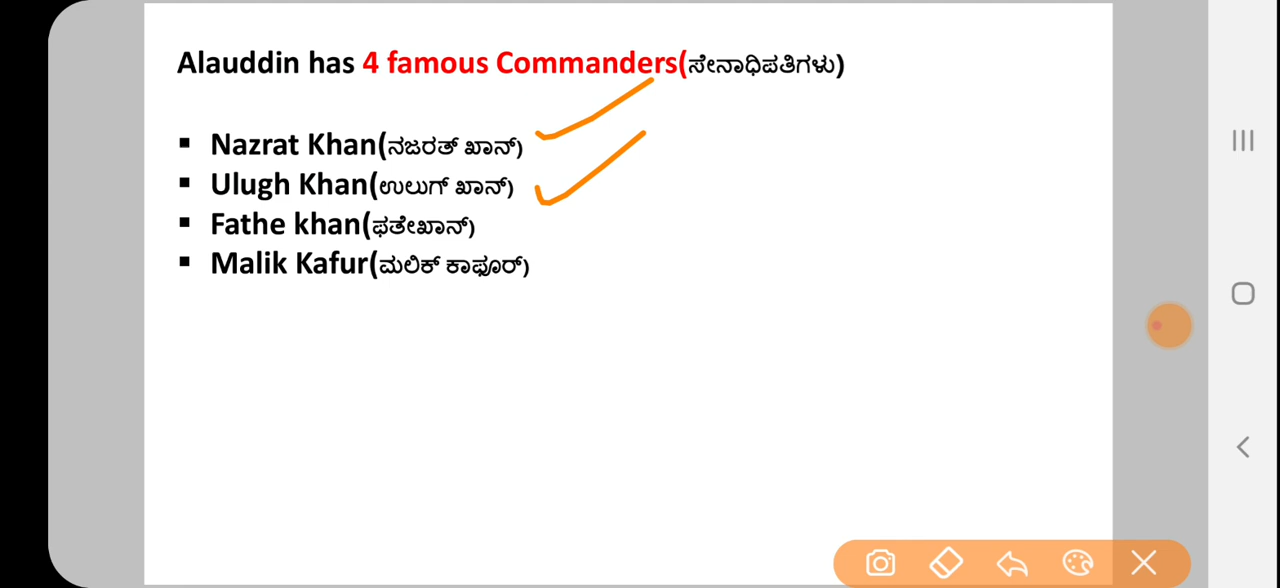 Alauddin has 4 famous Commanders(ಸೇನಾಧಿಪತಿಗಳು)
▪ Nazrat Khan(ನಜರತ್ ಖಾನ್)
▪ Ulugh Khan(ಉಲುಗ್ ಖಾನ್)
▪ Fathe khan(ಫತೇಖಾನ್)
▪ Malik Kafur(ಮಲಿಕ್ ಕಾಫೂರ್)